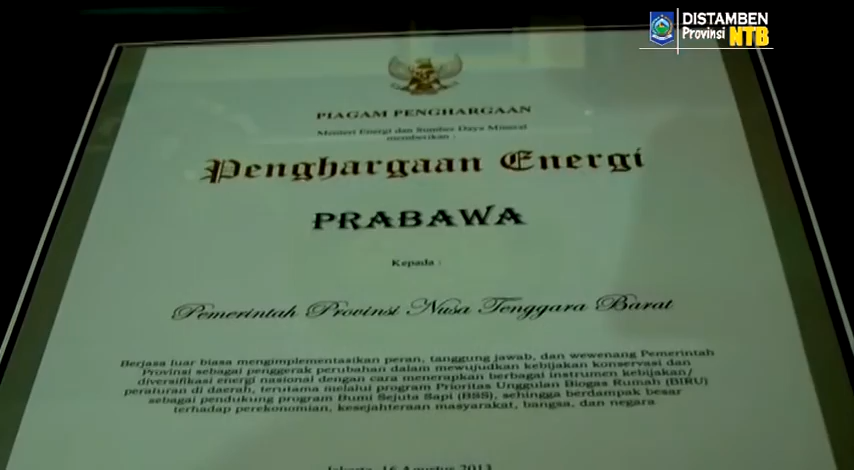 DISTAMBEN
Provinsi NTB
PIAGAM PENGHARGAAN
Menteri Energi dan Sumber Daya Mineral
memberikan :
Penghargaan Energi
PRABAWA
Kepada :
Pemerintah Provinsi Nusa Tenggara Barat
Berjasa luar biasa mengimplementasikan peran, tanggung jawab, dan wewenang Pemerintah
Provinsi sebagai penggerak perubahan dalam mewujudkan kebijakan konservasi dan
diversifikasi energi nasional dengan cara menerapkan berbagai instrumen kebijakan/
peraturan di daerah, terutama melalui program Prioritas Unggulan Biogas Rumah (BIRU)
sebagai pendukung program Bumi Sejuta Sapi (BSS), sehingga berdampak besar
terhadap perekonomian, kesejahteraan masyarakat, bangsa, dan negara
Jakarta, 16 Agustus 2013